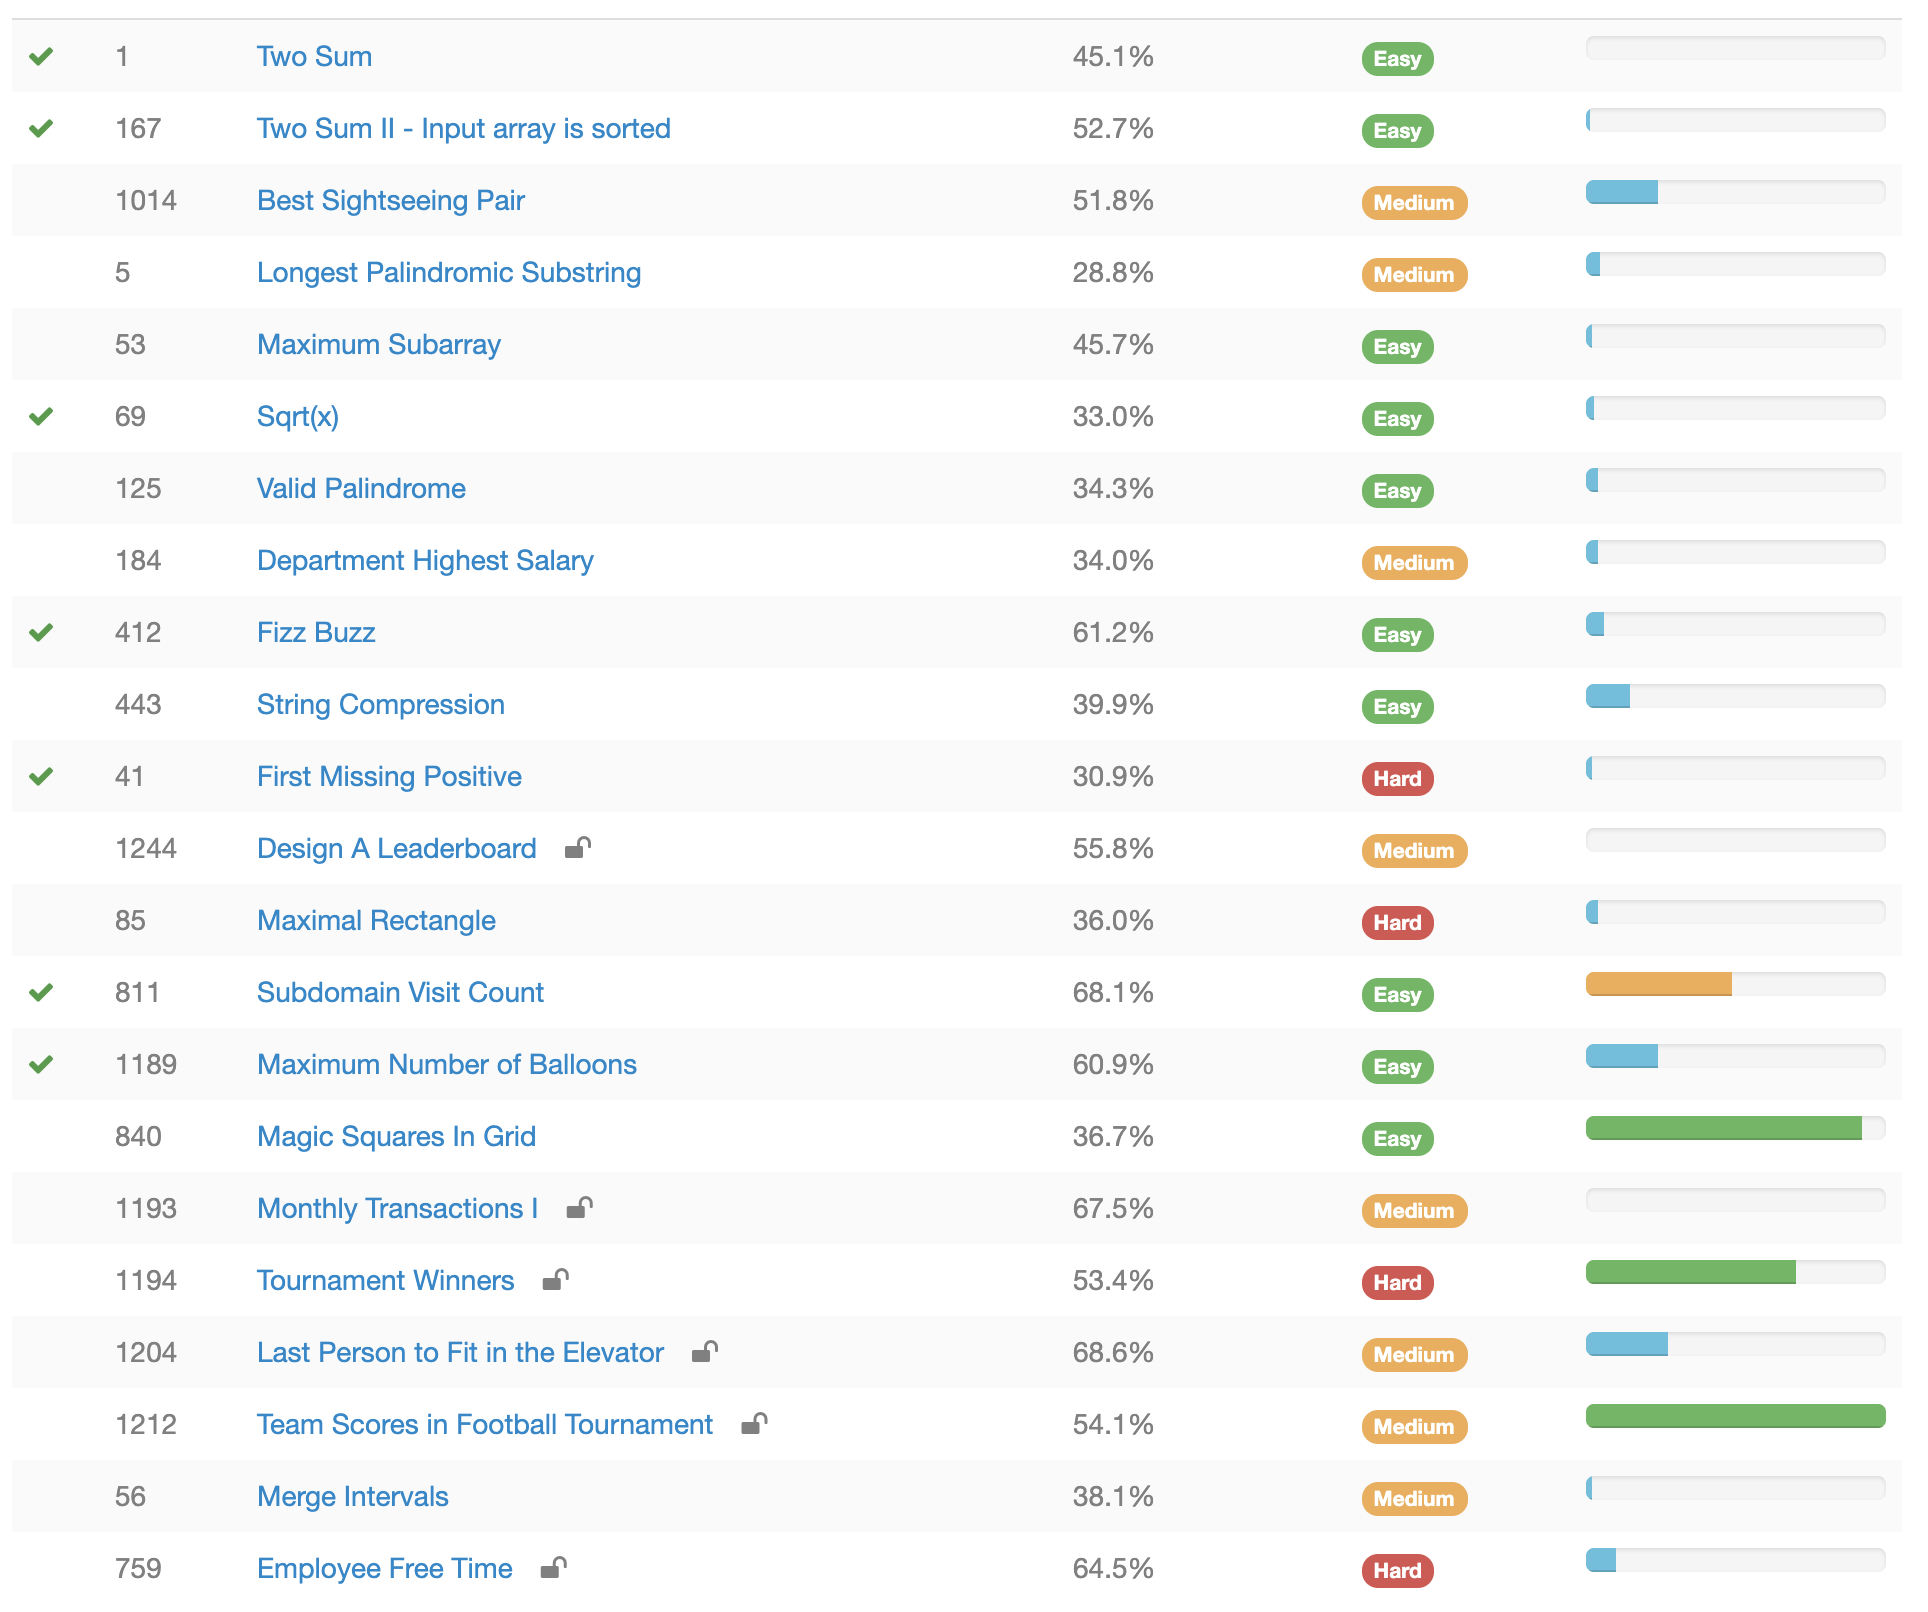 1 Two Sum 45.1% Easy
167 Two Sum II - Input array is sorted 52.7% Easy
1014 Best Sightseeing Pair 51.8% Medium
5 Longest Palindromic Substring 28.8% Medium
53 Maximum Subarray 45.7% Easy
69 Sqrt(x) 33.0% Easy
125 Valid Palindrome 34.3% Easy
184 Department Highest Salary 34.0% Medium
412 Fizz Buzz 61.2% Easy
443 String Compression 39.9% Easy
41 First Missing Positive 30.9% Hard
1244 Design A Leaderboard 55.8% Medium
85 Maximal Rectangle 36.0% Hard
811 Subdomain Visit Count 68.1% Easy
1189 Maximum Number of Balloons 60.9% Easy
840 Magic Squares In Grid 36.7% Easy
1193 Monthly Transactions I 67.5% Medium
1194 Tournament Winners 53.4% Hard
1204 Last Person to Fit in the Elevator 68.6% Medium
1212 Team Scores in Football Tournament 54.1% Medium
56 Merge Intervals 38.1% Medium
759 Employee Free Time 64.5% Hard